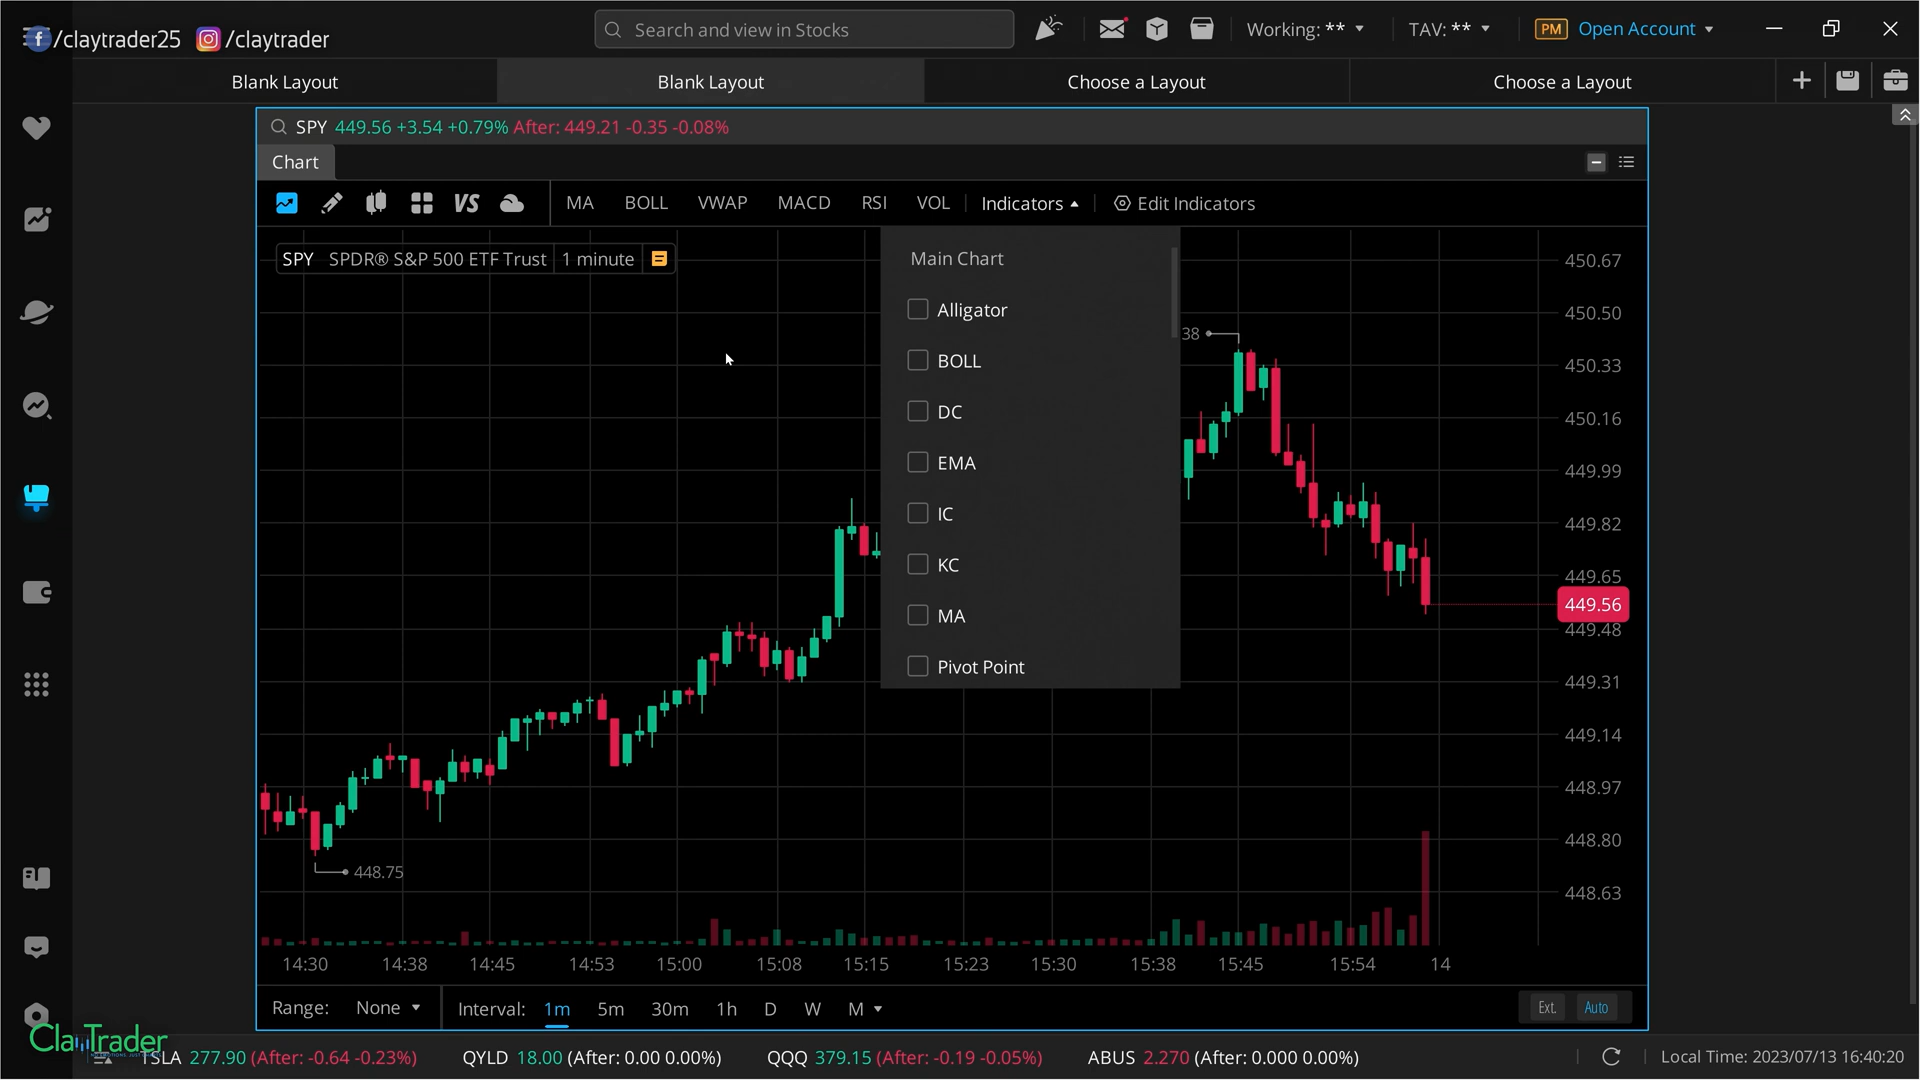 /claytrader25 /claytrader
Search and view in Stocks
Working: ** TAV: ** PM Open Account
Blank Layout Blank Layout Choose a Layout Choose a Layout
SPY 449.56 +3.54 +0.79% After: 449.21 -0.35 -0.08%
Chart
VS MA BOLL VWAP MACD RSI VOL Indicators Edit Indicators
SPY SPDR® S&P 500 ETF Trust 1 minute
Main Chart
Alligator
BOLL
DC
EMA
IC
KC
MA
Pivot Point
38
448.75
450.67
450.50
450.33
450.16
449.99
449.82
449.65
449.56
449.48
449.31
449.14
448.97
448.80
448.63
14:30 14:38 14:45 14:53 15:00 15:08 15:15 15:23 15:30 15:38 15:45 15:54 14
Range: None Interval: 1m 5m 30m 1h D W M Ext. Auto
ClayTrader
TSLA 277.90 (After: -0.64 -0.23%) QYLD 18.00 (After: 0.00 0.00%) QQQ 379.15 (After: -0.19 -0.05%) ABUS 2.270 (After: 0.000 0.00%) Local Time: 2023/07/13 16:40:20